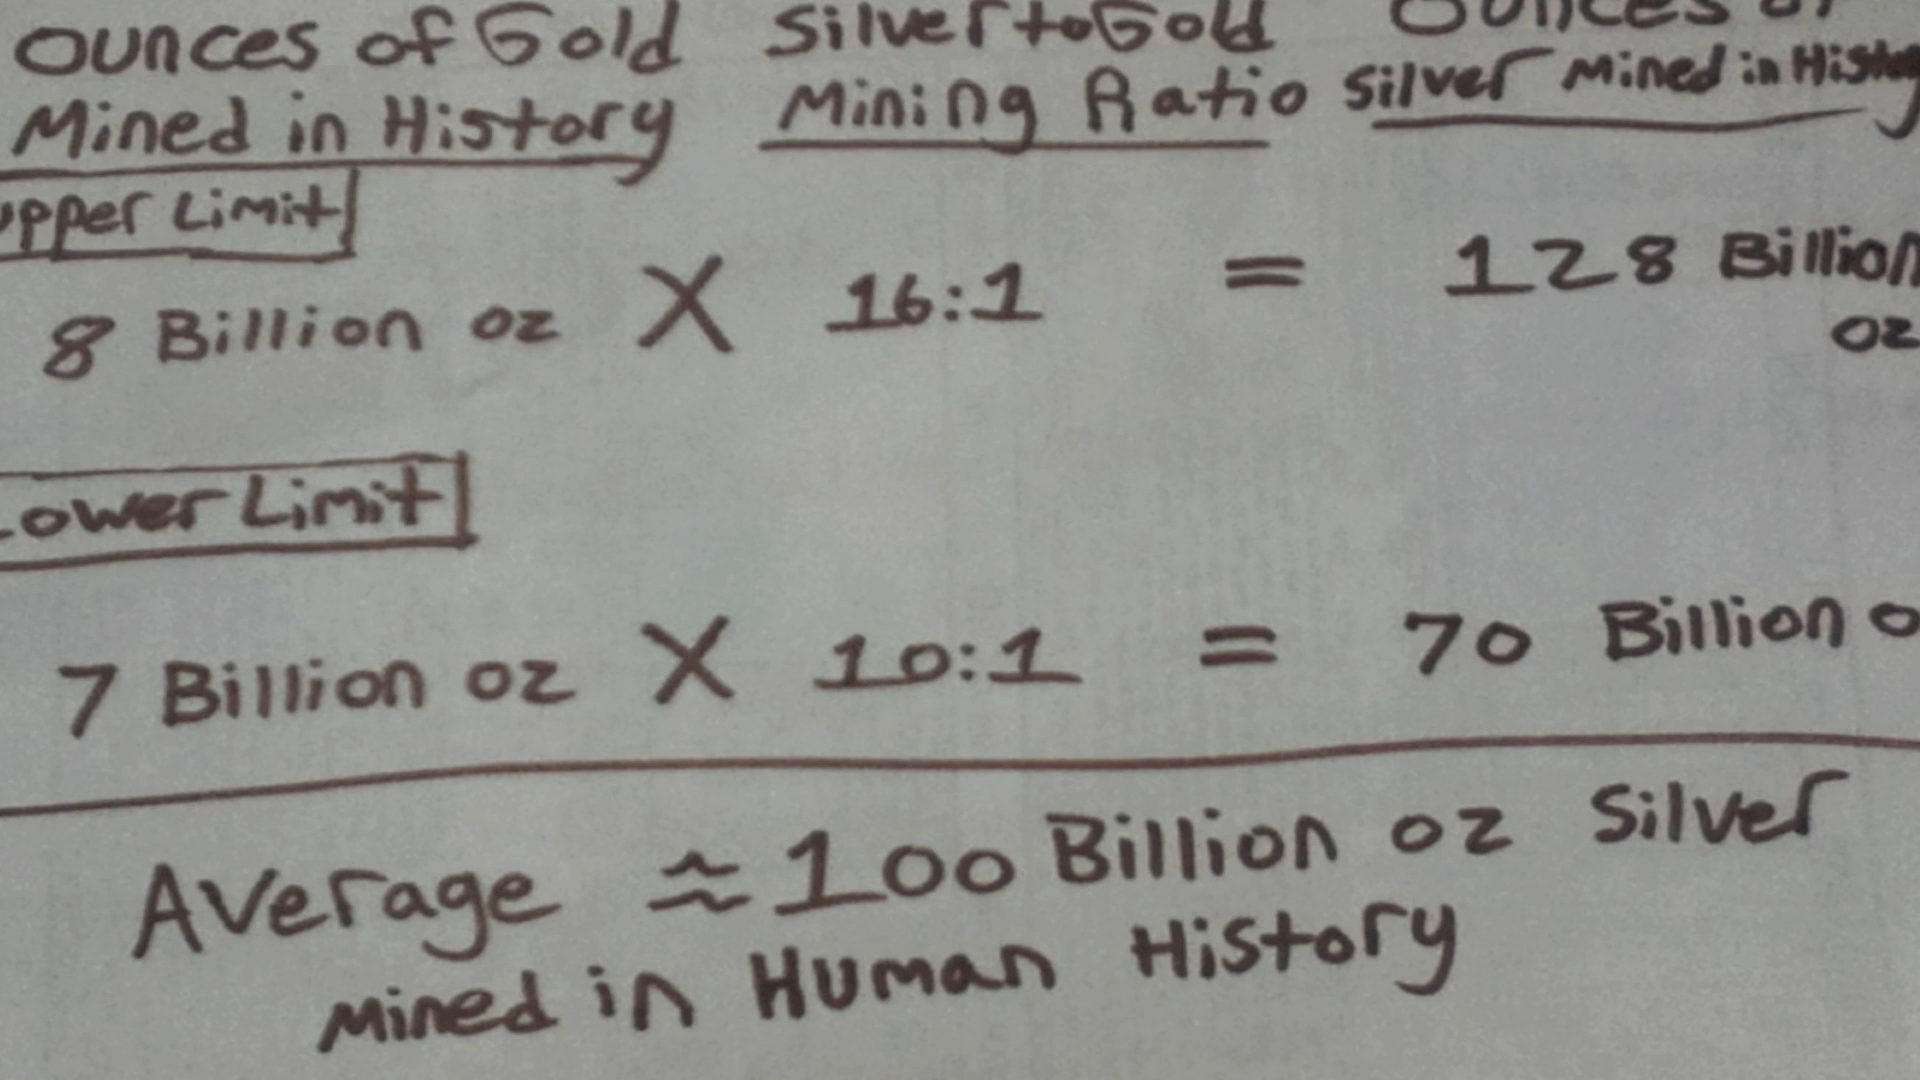 Ounces of Gold
Mined in History
Silver to Gold
Mining Ratio
Ounces of
Silver Mined in History
Upper Limit
8 Billion oz X 16:1 = 128 Billion
oz
Lower Limit
7 Billion oz X 10:1 = 70 Billion o
Average ≈ 100 Billion oz Silver
Mined in Human History